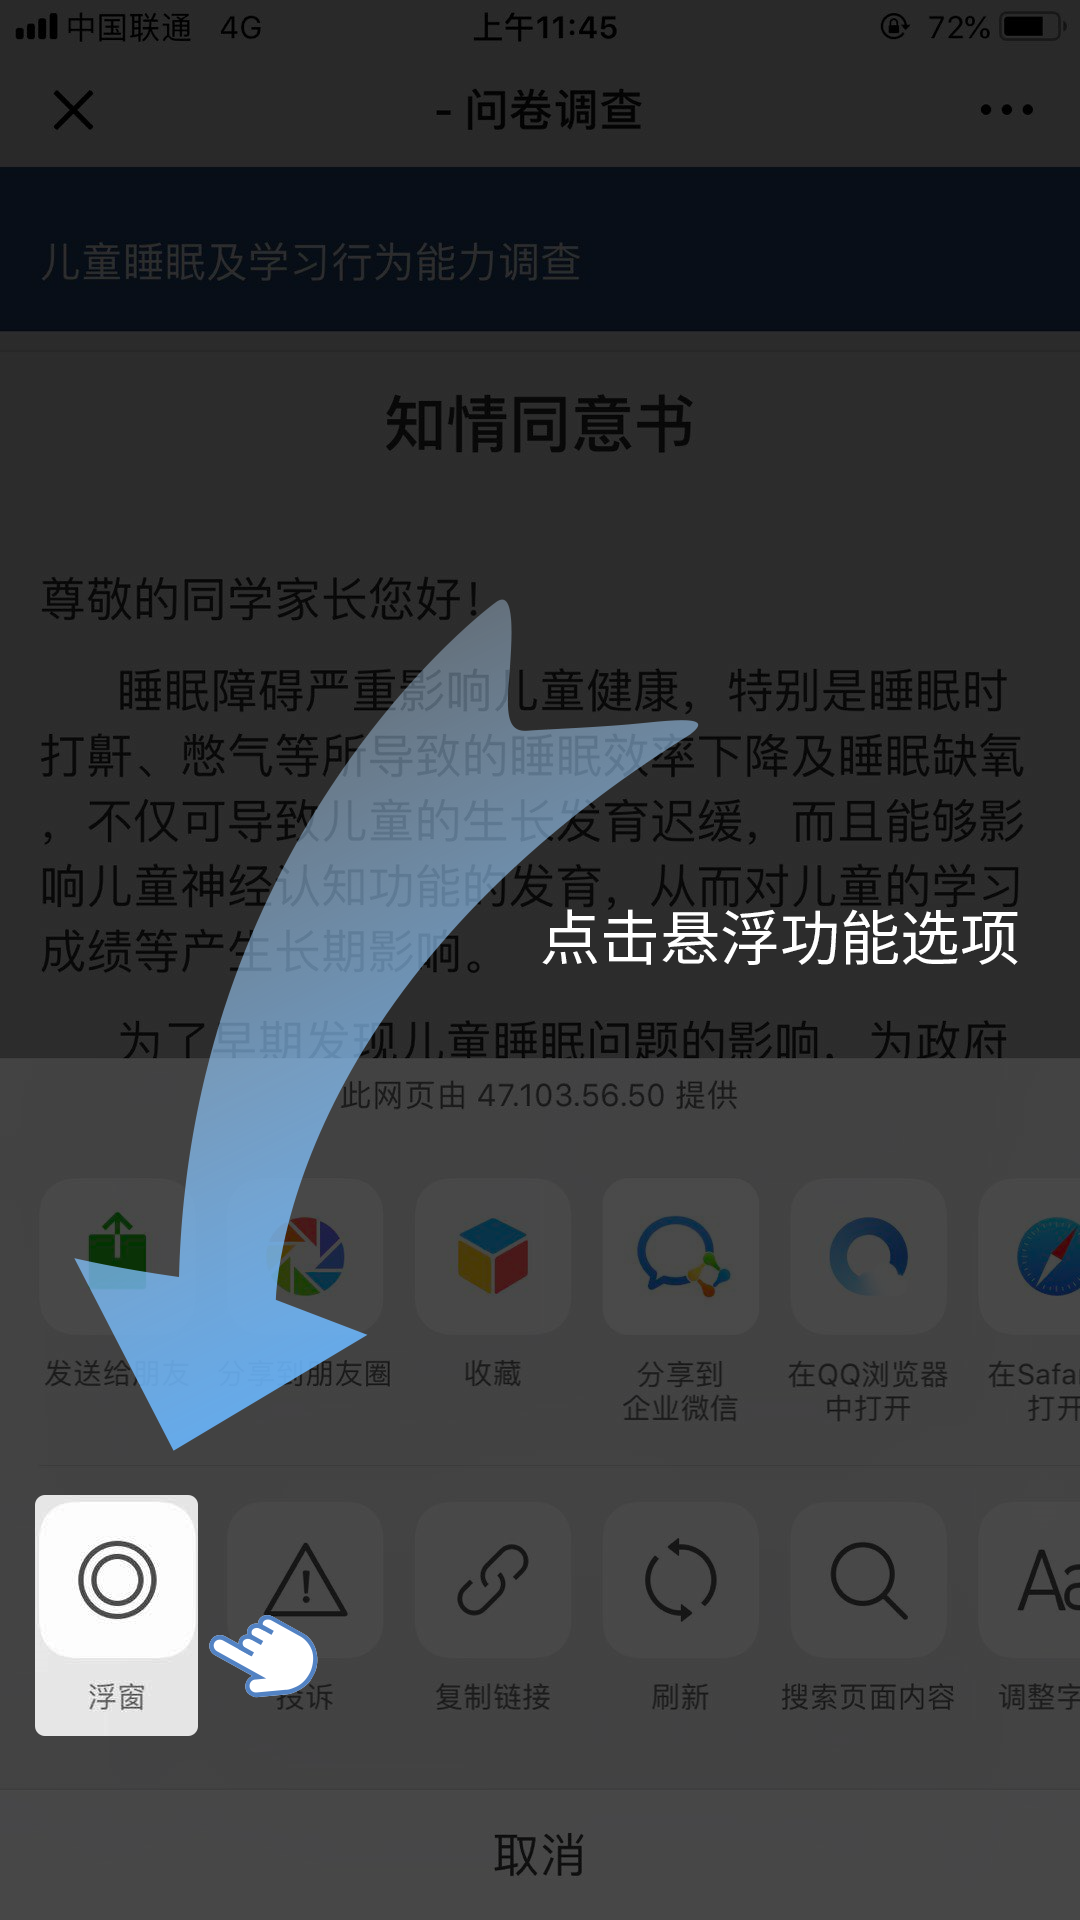 中国联通 4G 上午11:45 72%
- 问卷调查
儿童睡眠及学习行为能力调查
知情同意书
尊敬的同学家长您好！
睡眠障碍严重影响儿童健康，特别是睡眠时
打鼾、憋气等所导致的睡眠效率下降及睡眠缺氧
，不仅可导致儿童的生长发育迟缓，而且能够影
响儿童神经认知功能的发育，从而对儿童的学习
成绩等产生长期影响。
点击悬浮功能选项
为了早期发现儿童睡眠问题的影响，为政府
此网页由 47.103.56.50 提供
发送给朋友 分享到朋友圈 收藏 分享到 在QQ浏览器 在Safa
企业微信 中打开 打开
浮窗 投诉 复制链接 刷新 搜索页面内容 调整字
取消